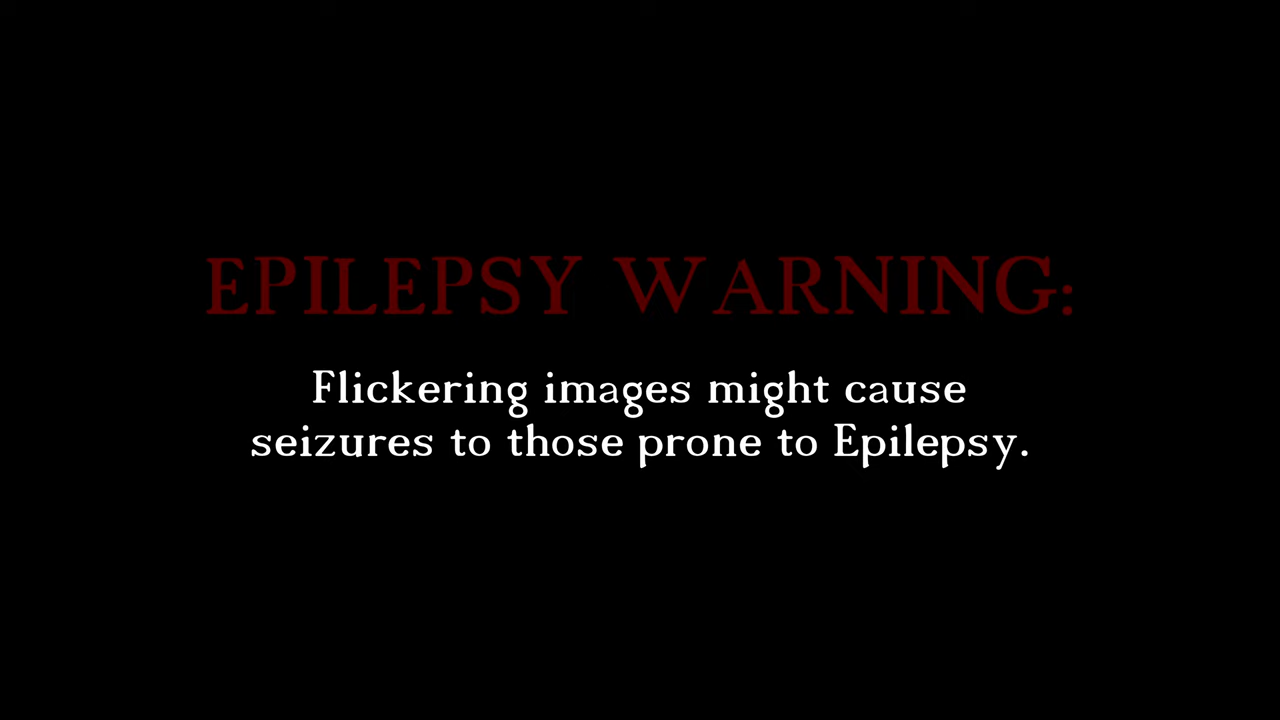 EPILEPSY WARNING:
Flickering images might cause
seizures to those prone to Epilepsy.